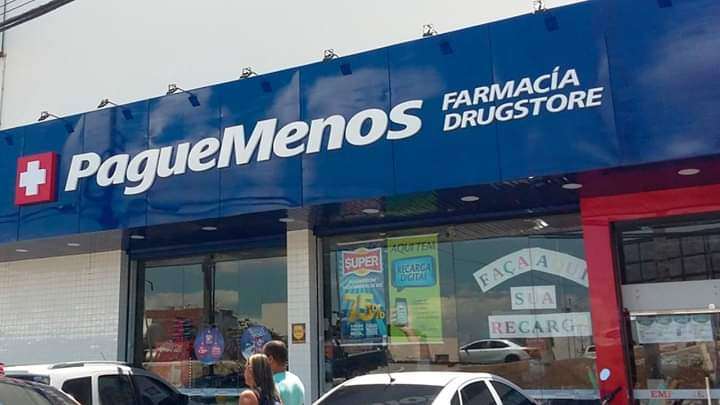 PagueMenos
FARMACÍA
DRUGSTORE
SUPER
75%
AQUI TEM
RECARGA
DIGITAL
FAÇA AQUI
SUA
RECARG